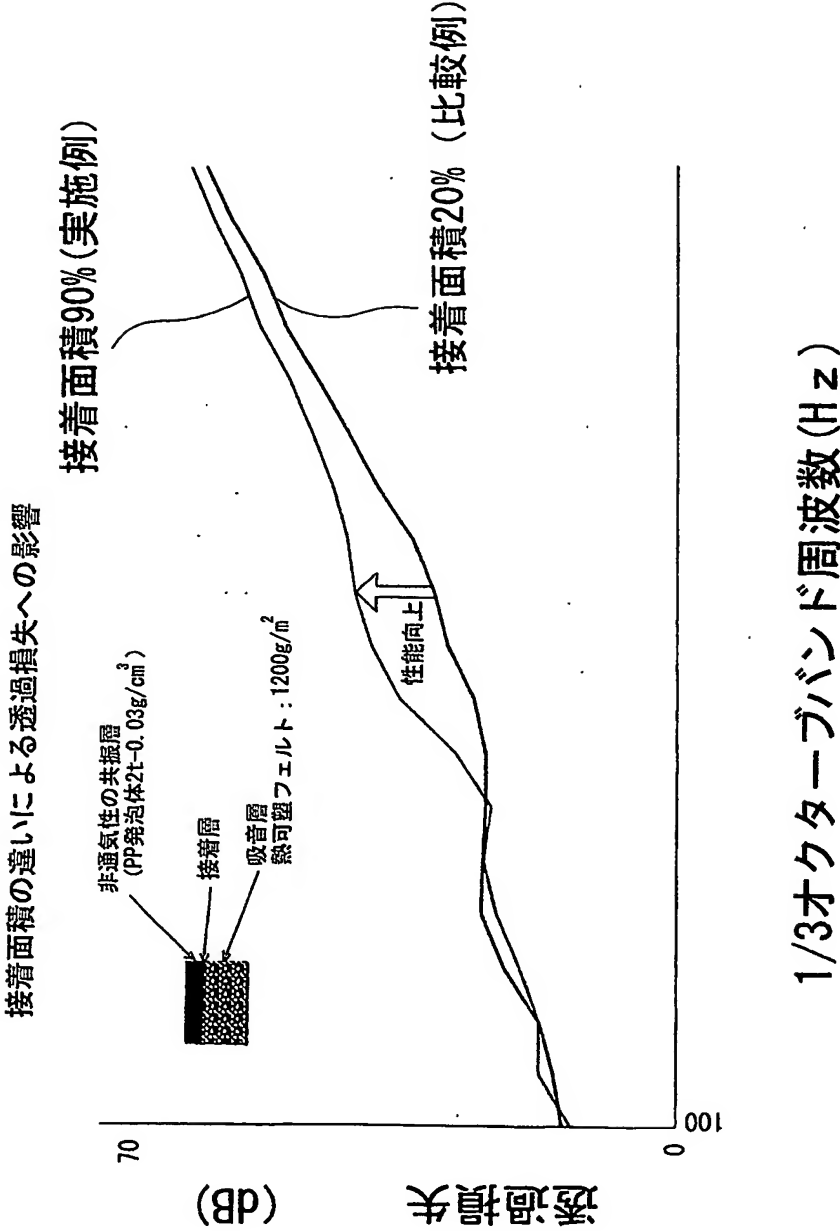 接着面積の違いによる透過損失への影響
非通気性の共振層
(PP発泡体2t-0.03g/cm³)
接着層
吸音層
熱可塑フェルト：1200g/m²
接着面積90%(実施例)
性能向上
接着面積20% (比較例)
透過損失
(dB)
70
0
100
1/3オクターブバンド周波数(Hz)